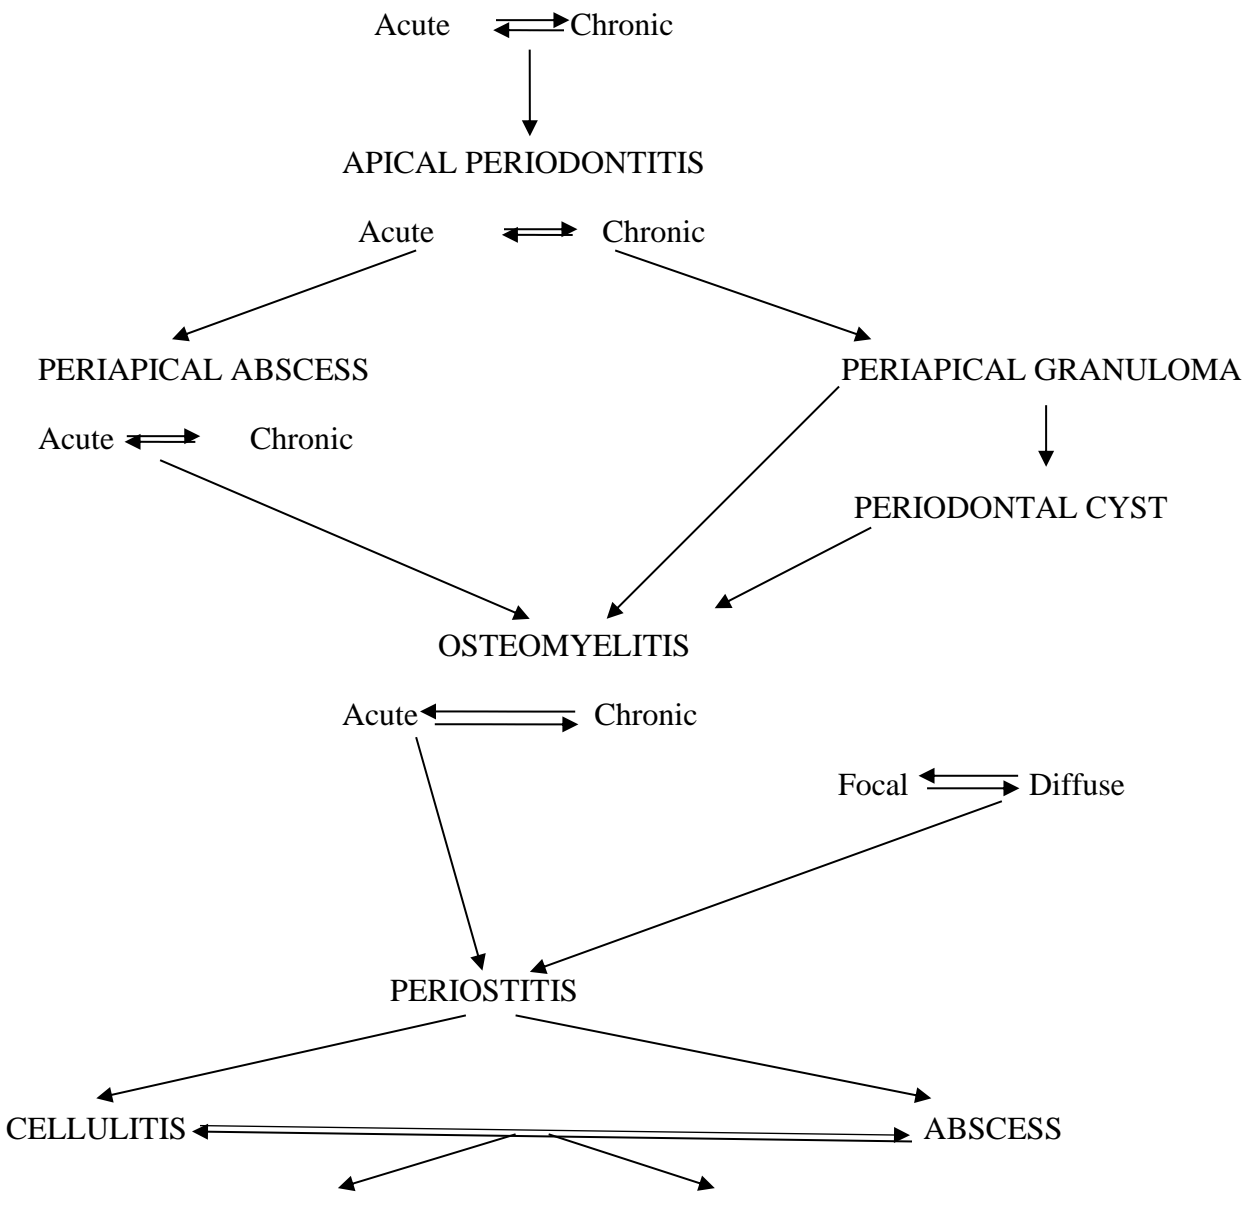 Acute Chronic
APICAL PERIODONTITIS
Acute Chronic
PERIAPICAL ABSCESS PERIAPICAL GRANULOMA
Acute Chronic
PERIODONTAL CYST
OSTEOMYELITIS
Acute Chronic
Focal Diffuse
PERIOSTITIS
CELLULITIS ABSCESS